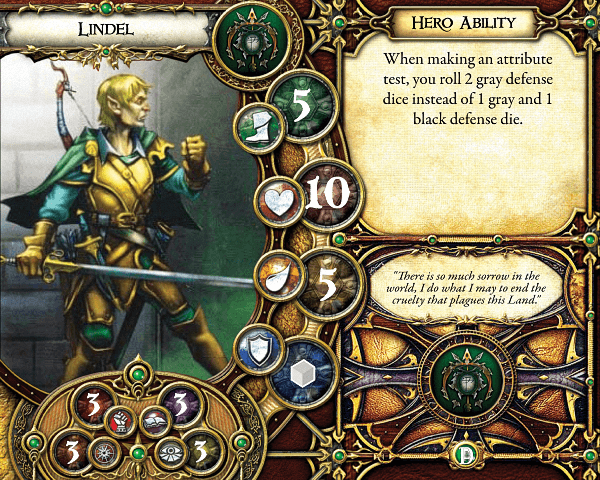 LINDEL
HERO ABILITY
When making an attribute
test, you roll 2 gray defense
dice instead of 1 gray and 1
black defense die.
5
10
5
"There is so much sorrow in the
world, I do what I may to end the
cruelty that plagues this Land."
3 3
3 3